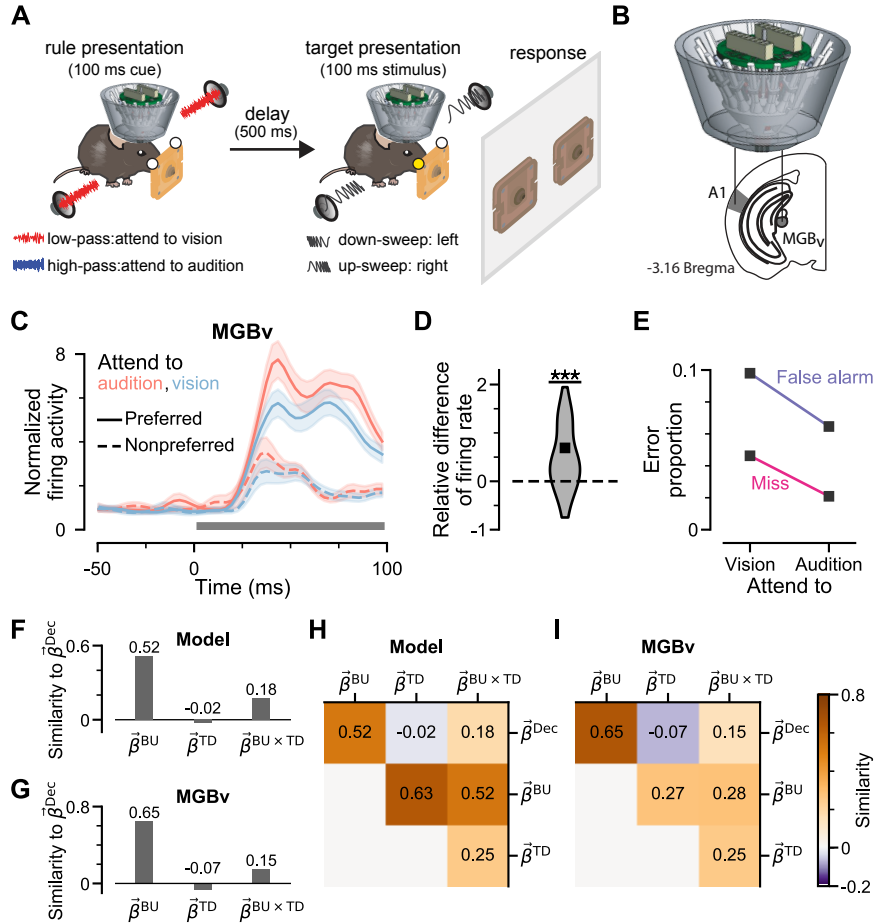 A
rule presentation
(100 ms cue)
delay
(500 ms)
target presentation
(100 ms stimulus)
response
low-pass:attend to vision
high-pass:attend to audition
down-sweep: left
up-sweep: right
B
A1
MGBv
-3.16 Bregma
C
MGBv
Attend to
audition, vision
Preferred
Nonpreferred
Normalized
firing activity
8
0
-50
0
100
Time (ms)
D
***
Relative difference
of firing rate
2
1
0
-1
E
Error
proportion
0.1
0
False alarm
Miss
Vision
Audition
Attend to
F
Model
Similarity to β⃗Dec
0.6
0
0.52
-0.02
0.18
β⃗BU
β⃗TD
β⃗BU × TD
G
MGBv
Similarity to β⃗Dec
0.8
0
0.65
-0.07
0.15
β⃗BU
β⃗TD
β⃗BU × TD
H
Model
β⃗BU
β⃗TD
β⃗BU × TD
0.52
-0.02
0.18
β⃗Dec
0.63
0.52
β⃗BU
0.25
β⃗TD
I
MGBv
β⃗BU
β⃗TD
β⃗BU × TD
0.65
-0.07
0.15
β⃗Dec
0.27
0.28
β⃗BU
0.25
β⃗TD
0.8
Similarity
0
-0.2